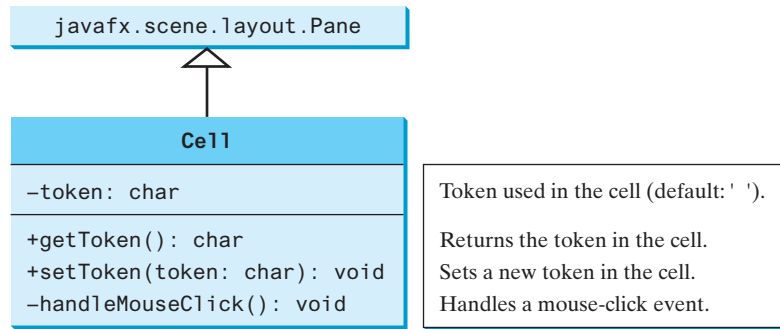 javafx.scene.layout.Pane
Cell
–token: char
Token used in the cell (default: ' ').
+getToken(): char
Returns the token in the cell.
+setToken(token: char): void
Sets a new token in the cell.
–handleMouseClick(): void
Handles a mouse-click event.